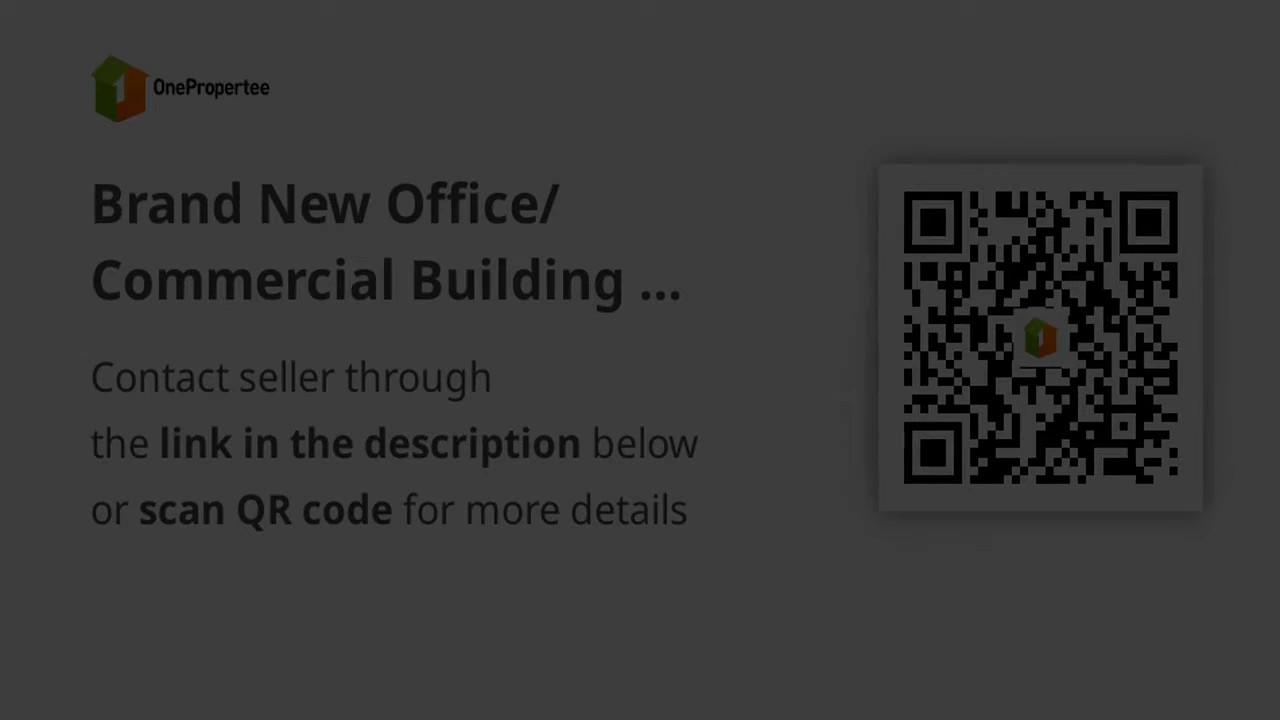 OnePropertee
Brand New Office/
Commercial Building ...
Contact seller through
the link in the description below
or scan QR code for more details